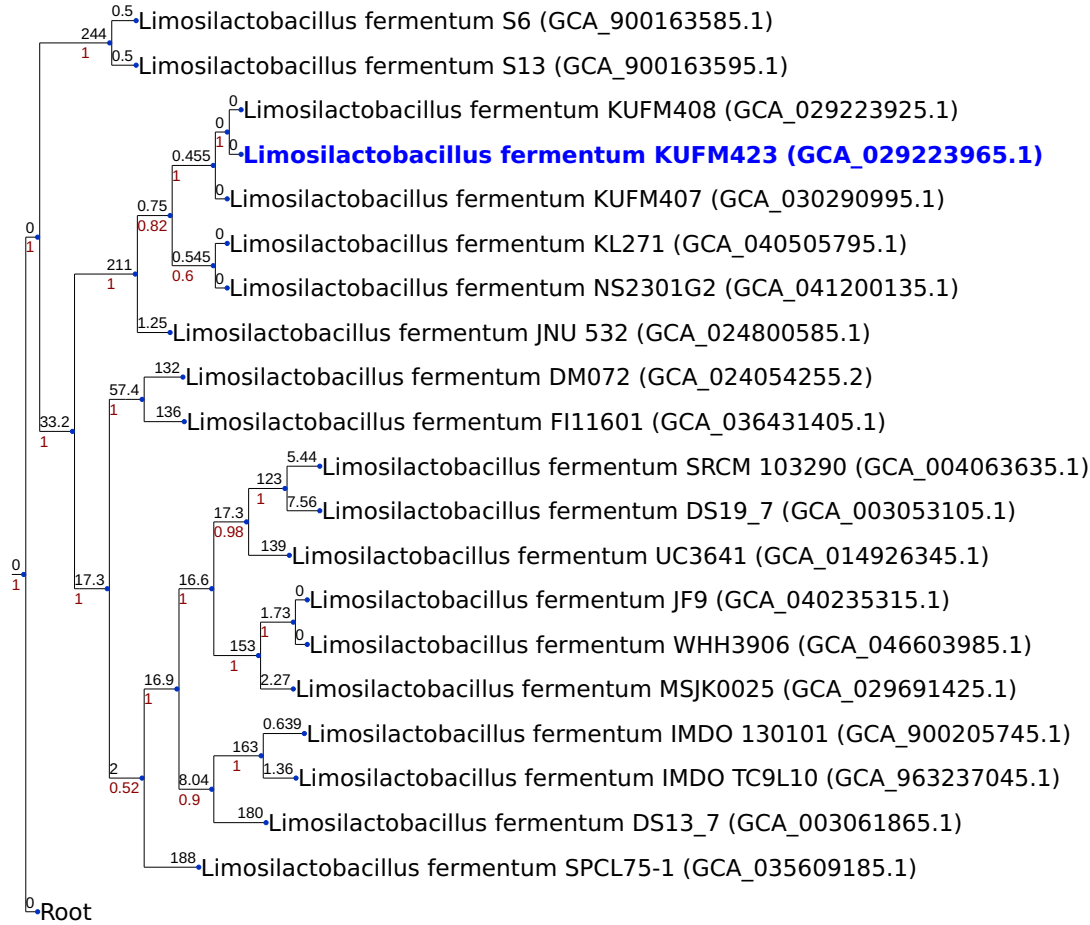 0.5
Limosilactobacillus fermentum S6 (GCA_900163585.1)
244
1
0.5
Limosilactobacillus fermentum S13 (GCA_900163595.1)
0
Limosilactobacillus fermentum KUFM408 (GCA_029223925.1)
0
1
0
Limosilactobacillus fermentum KUFM423 (GCA_029223965.1)
0.455
1
0
Limosilactobacillus fermentum KUFM407 (GCA_030290995.1)
0.75
0.82
0
1
0
Limosilactobacillus fermentum KL271 (GCA_040505795.1)
0.545
0.6
0
Limosilactobacillus fermentum NS2301G2 (GCA_041200135.1)
211
1
1.25
Limosilactobacillus fermentum JNU 532 (GCA_024800585.1)
132
Limosilactobacillus fermentum DM072 (GCA_024054255.2)
57.4
1
136
Limosilactobacillus fermentum FI11601 (GCA_036431405.1)
33.2
1
5.44
Limosilactobacillus fermentum SRCM 103290 (GCA_004063635.1)
123
1
7.56
Limosilactobacillus fermentum DS19_7 (GCA_003053105.1)
17.3
0.98
139
Limosilactobacillus fermentum UC3641 (GCA_014926345.1)
0
1
17.3
1
16.6
1
0
Limosilactobacillus fermentum JF9 (GCA_040235315.1)
1.73
1
0
Limosilactobacillus fermentum WHH3906 (GCA_046603985.1)
153
1
2.27
Limosilactobacillus fermentum MSJK0025 (GCA_029691425.1)
16.9
1
0.639
Limosilactobacillus fermentum IMDO 130101 (GCA_900205745.1)
163
1
1.36
Limosilactobacillus fermentum IMDO TC9L10 (GCA_963237045.1)
2
0.52
8.04
0.9
180
Limosilactobacillus fermentum DS13_7 (GCA_003061865.1)
188
Limosilactobacillus fermentum SPCL75-1 (GCA_035609185.1)
0
Root